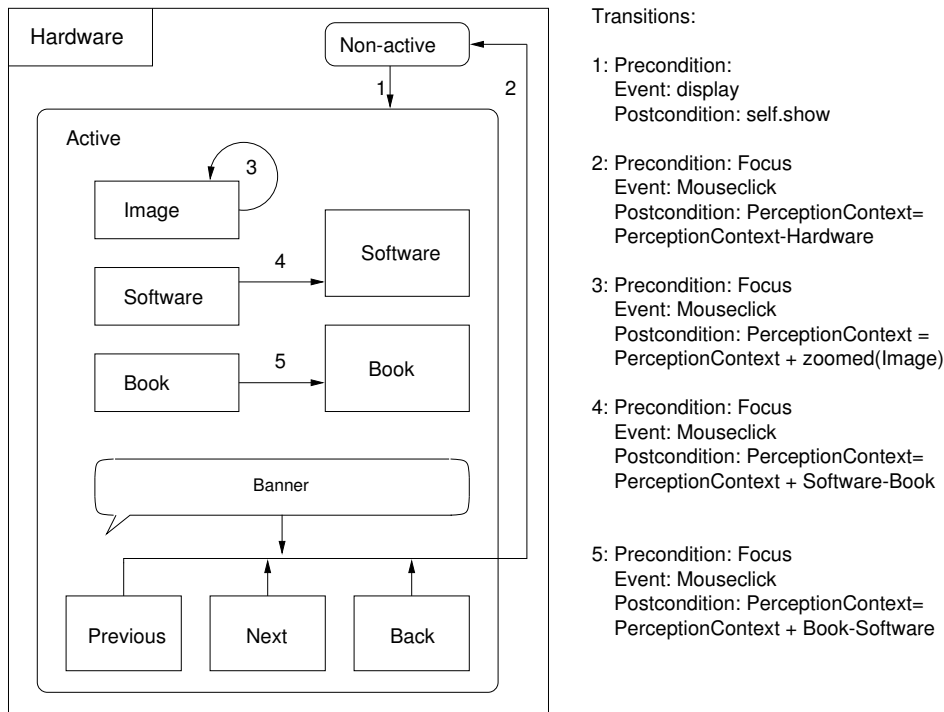 Hardware
Non-active
1
2
Active
3
Image
Software
4
Software
Book
5
Book
Banner
Previous
Next
Back
Transitions:
1: Precondition:
Event: display
Postcondition: self.show
2: Precondition: Focus
Event: Mouseclick
Postcondition: PerceptionContext=
PerceptionContext-Hardware
3: Precondition: Focus
Event: Mouseclick
Postcondition: PerceptionContext =
PerceptionContext + zoomed(Image)
4: Precondition: Focus
Event: Mouseclick
Postcondition: PerceptionContext=
PerceptionContext + Software-Book
5: Precondition: Focus
Event: Mouseclick
Postcondition: PerceptionContext=
PerceptionContext + Book-Software